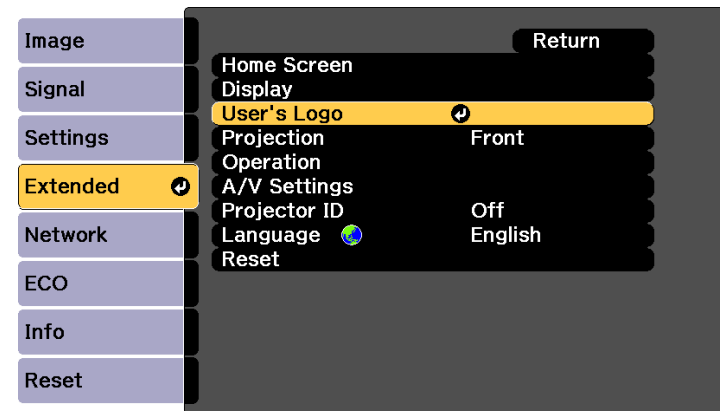 Image
Signal
Settings
Extended
Network
ECO
Info
Reset
Return
Home Screen
Display
User's Logo
Projection Front
Operation
A/V Settings
Projector ID Off
Language English
Reset